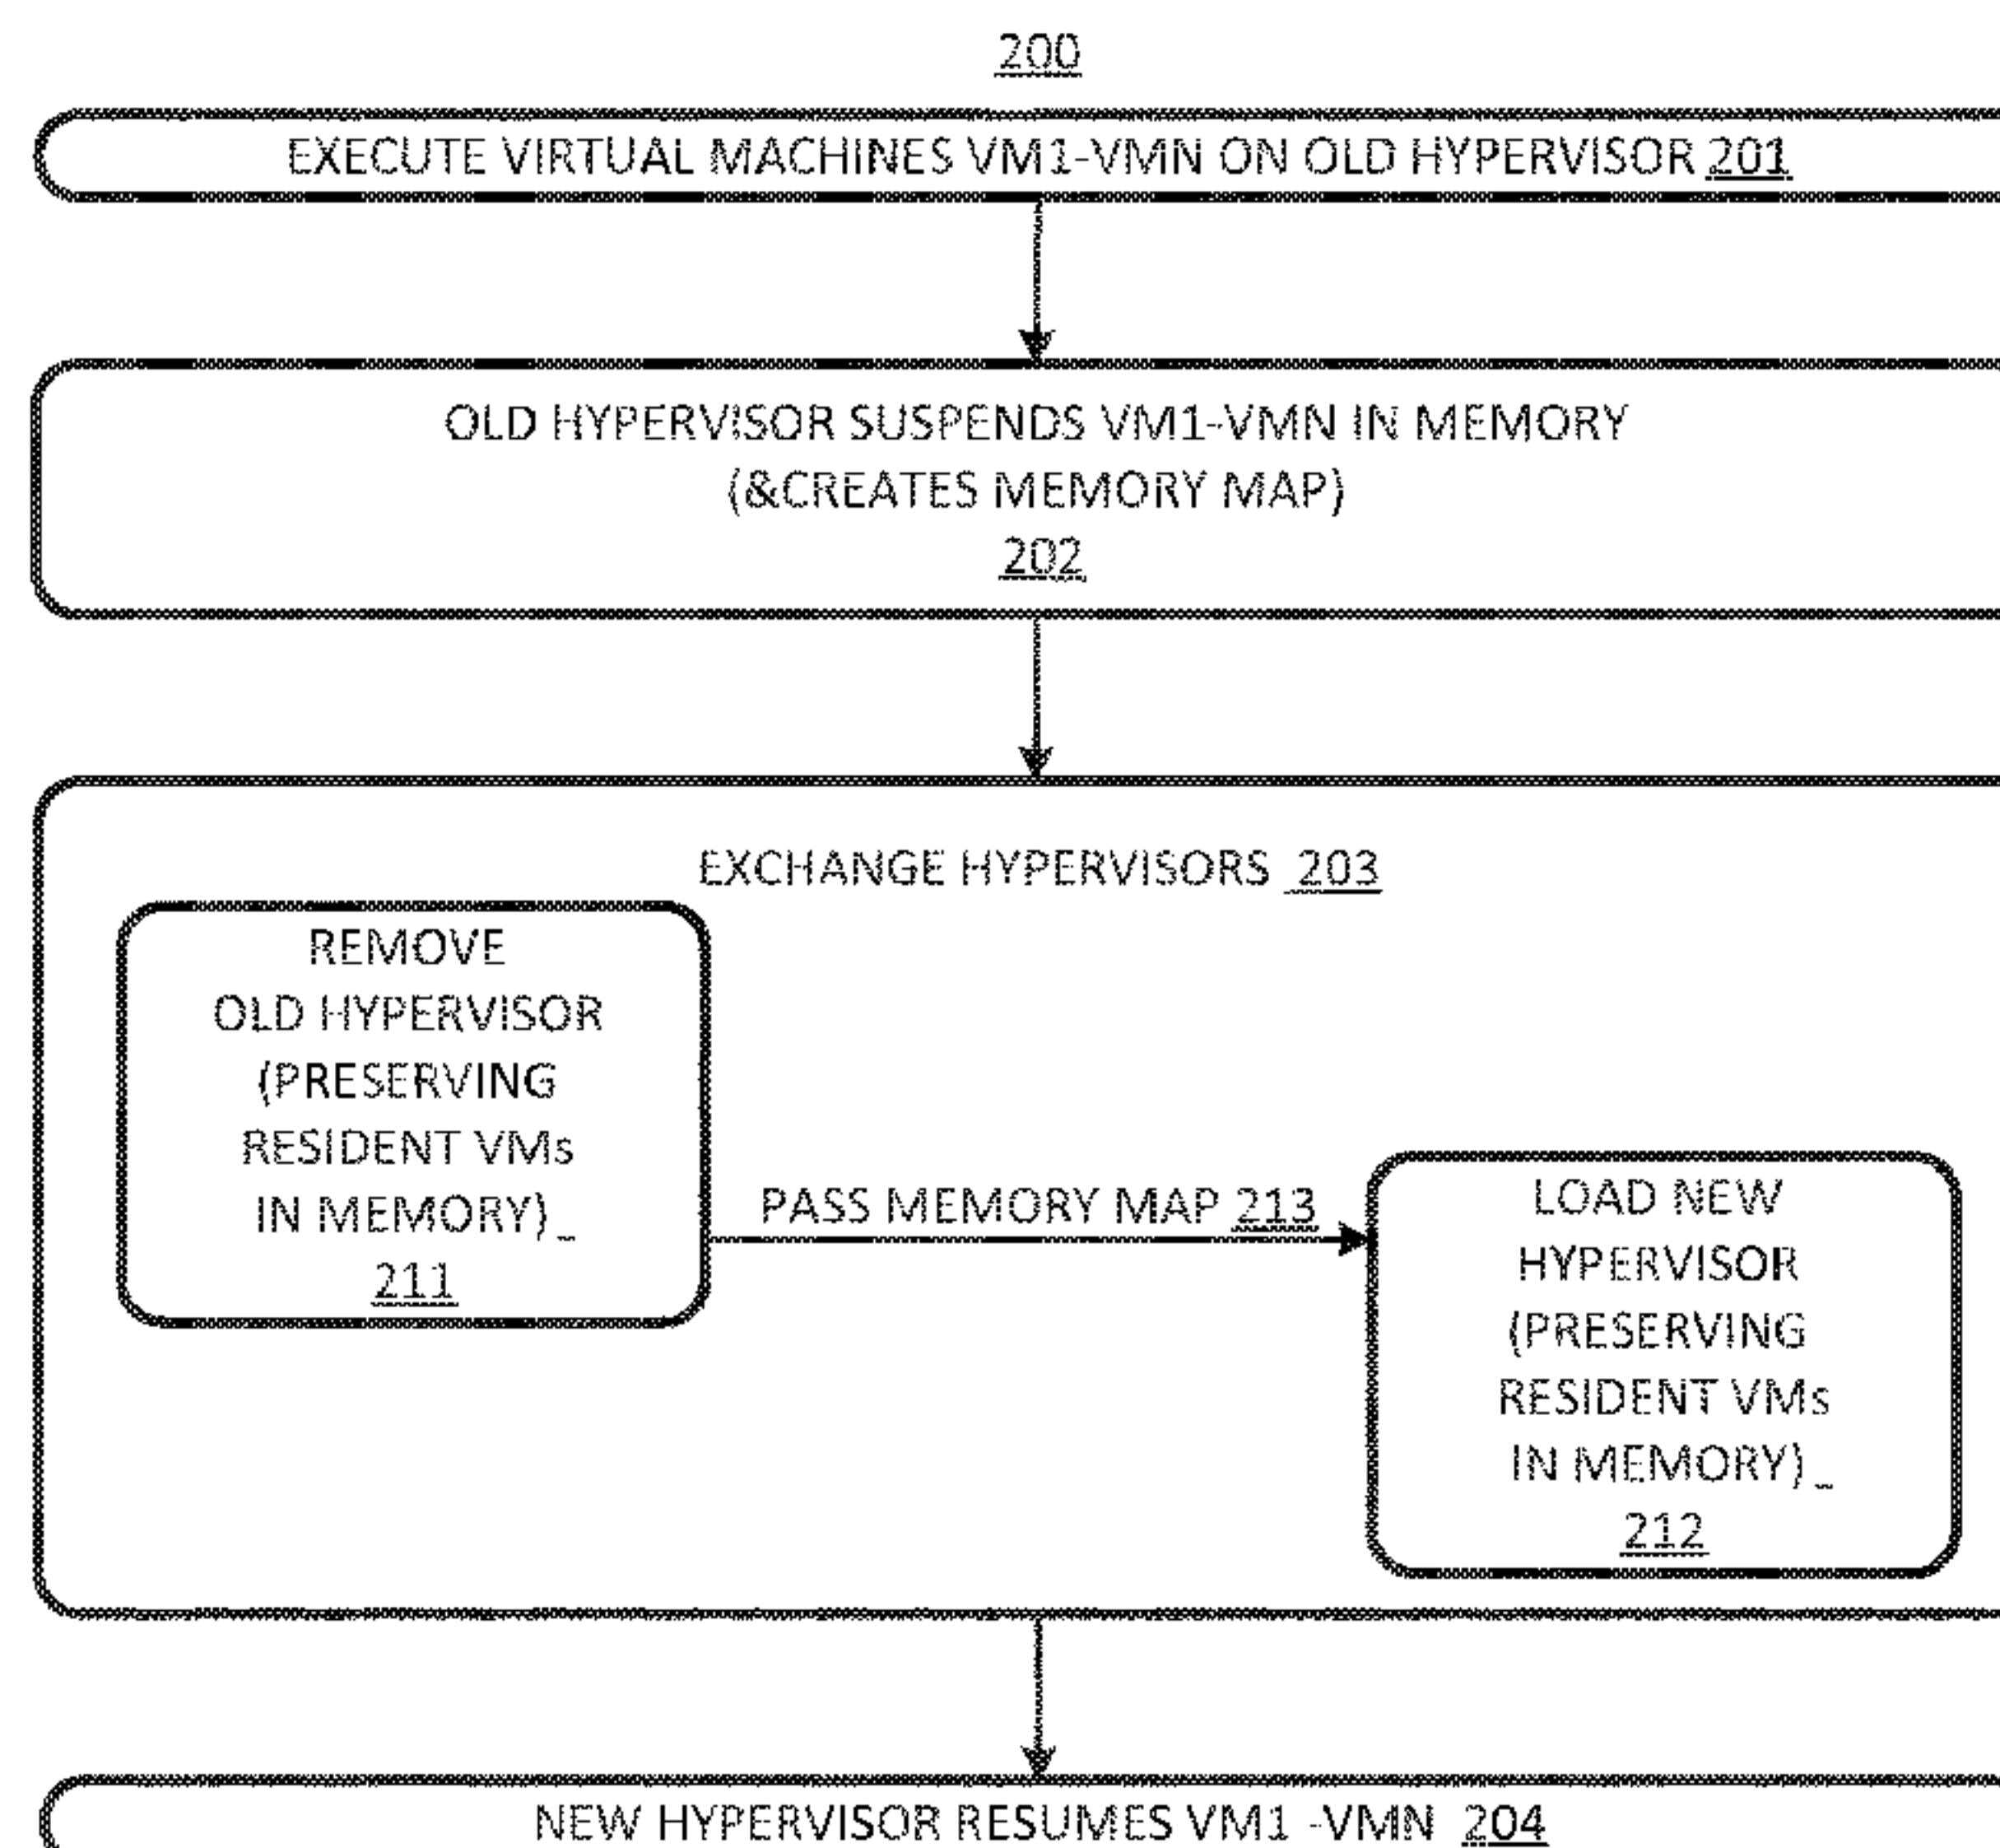 200
EXECUTE VIRTUAL MACHINES VM1-VMN ON OLD HYPERVISOR 201
OLD HYPERVISOR SUSPENDS VM1-VMN IN MEMORY
(&CREATES MEMORY MAP)
202
EXCHANGE HYPERVISORS 203
REMOVE
OLD HYPERVISOR
(PRESERVING
RESIDENT VMs
IN MEMORY)
211
PASS MEMORY MAP 213
LOAD NEW
HYPERVISOR
(PRESERVING
RESIDENT VMs
IN MEMORY)
212
NEW HYPERVISOR RESUMES VM1 -VMN 204